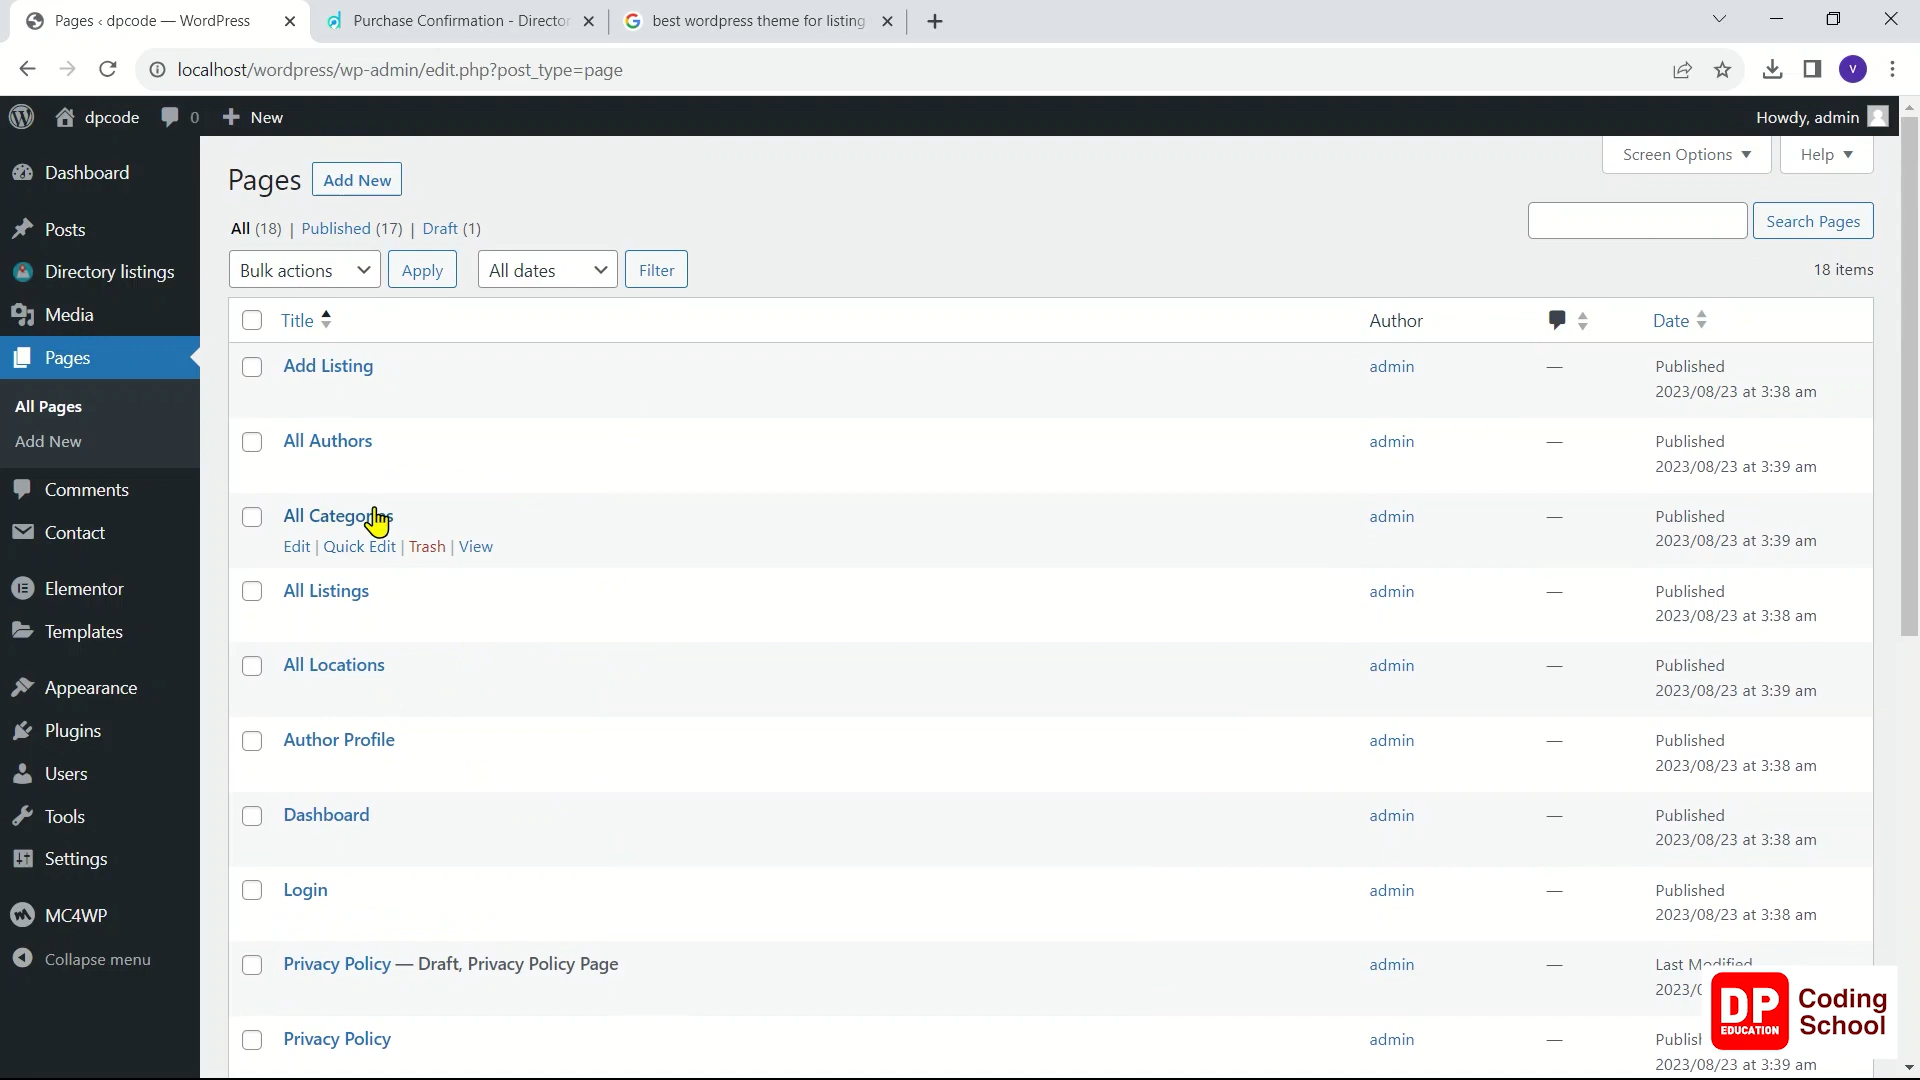 Pages ‹ dpcode — WordPress
Purchase Confirmation - Director
best wordpress theme for listing
localhost/wordpress/wp-admin/edit.php?post_type=page
V
dpcode
0
New
Howdy, admin
Dashboard
Posts
Directory listings
Media
Pages
All Pages
Add New
Comments
Contact
Elementor
Templates
Appearance
Plugins
Users
Tools
Settings
MC4WP
Collapse menu
Screen Options
Help
Pages
Add New
All (18) | Published (17) | Draft (1)
Search Pages
Bulk actions
Apply
All dates
Filter
18 items
Title
Author
Date
Add Listing
admin
—
Published
2023/08/23 at 3:38 am
All Authors
admin
—
Published
2023/08/23 at 3:39 am
All Categories
Edit | Quick Edit | Trash | View
admin
—
Published
2023/08/23 at 3:39 am
All Listings
admin
—
Published
2023/08/23 at 3:38 am
All Locations
admin
—
Published
2023/08/23 at 3:39 am
Author Profile
admin
—
Published
2023/08/23 at 3:38 am
Dashboard
admin
—
Published
2023/08/23 at 3:38 am
Login
admin
—
Published
2023/08/23 at 3:38 am
Privacy Policy — Draft, Privacy Policy Page
admin
—
Last Modified
2023/
Privacy Policy
admin
—
Publish
2023/08/23 at 3:39 am
DP
EDUCATION
Coding
School